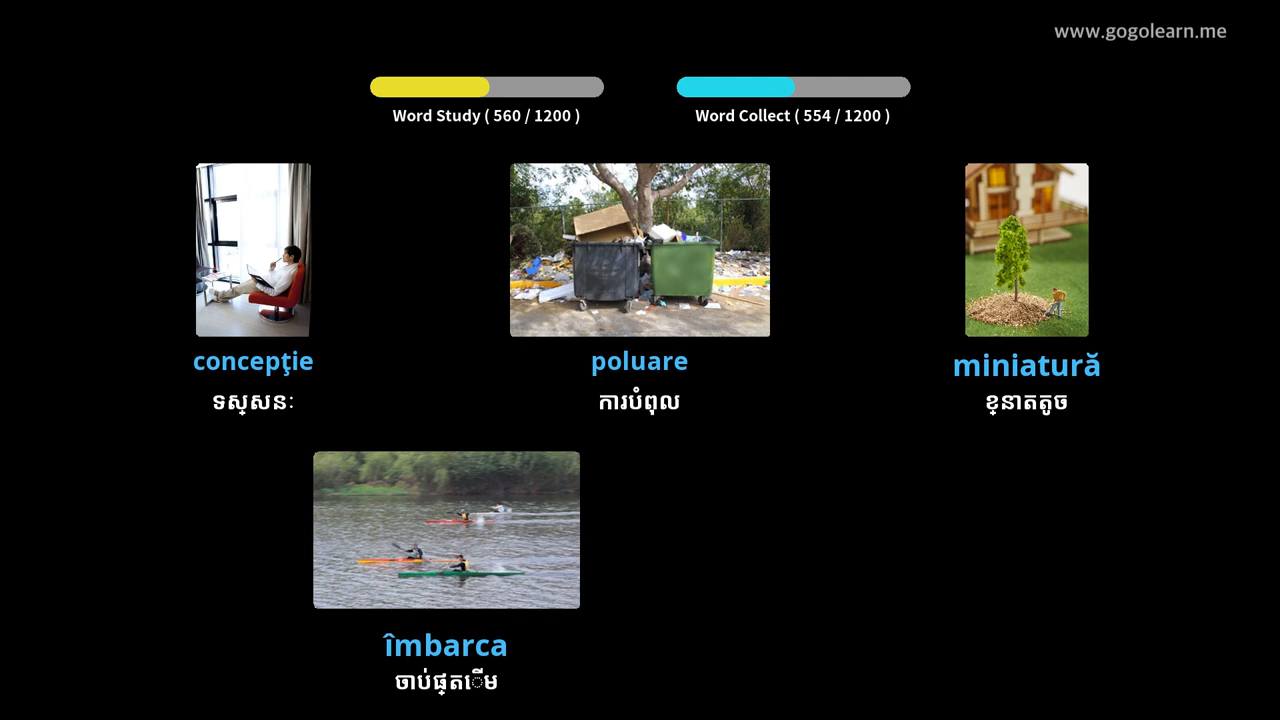 www.gogolearn.me
Word Study ( 560 / 1200 )
Word Collect ( 554 / 1200 )
concepţie
ទស្សនៈ
poluare
ការបំពុល
miniatură
ខ្នាតតូច
îmbarca
ចាប់ផ្តើម